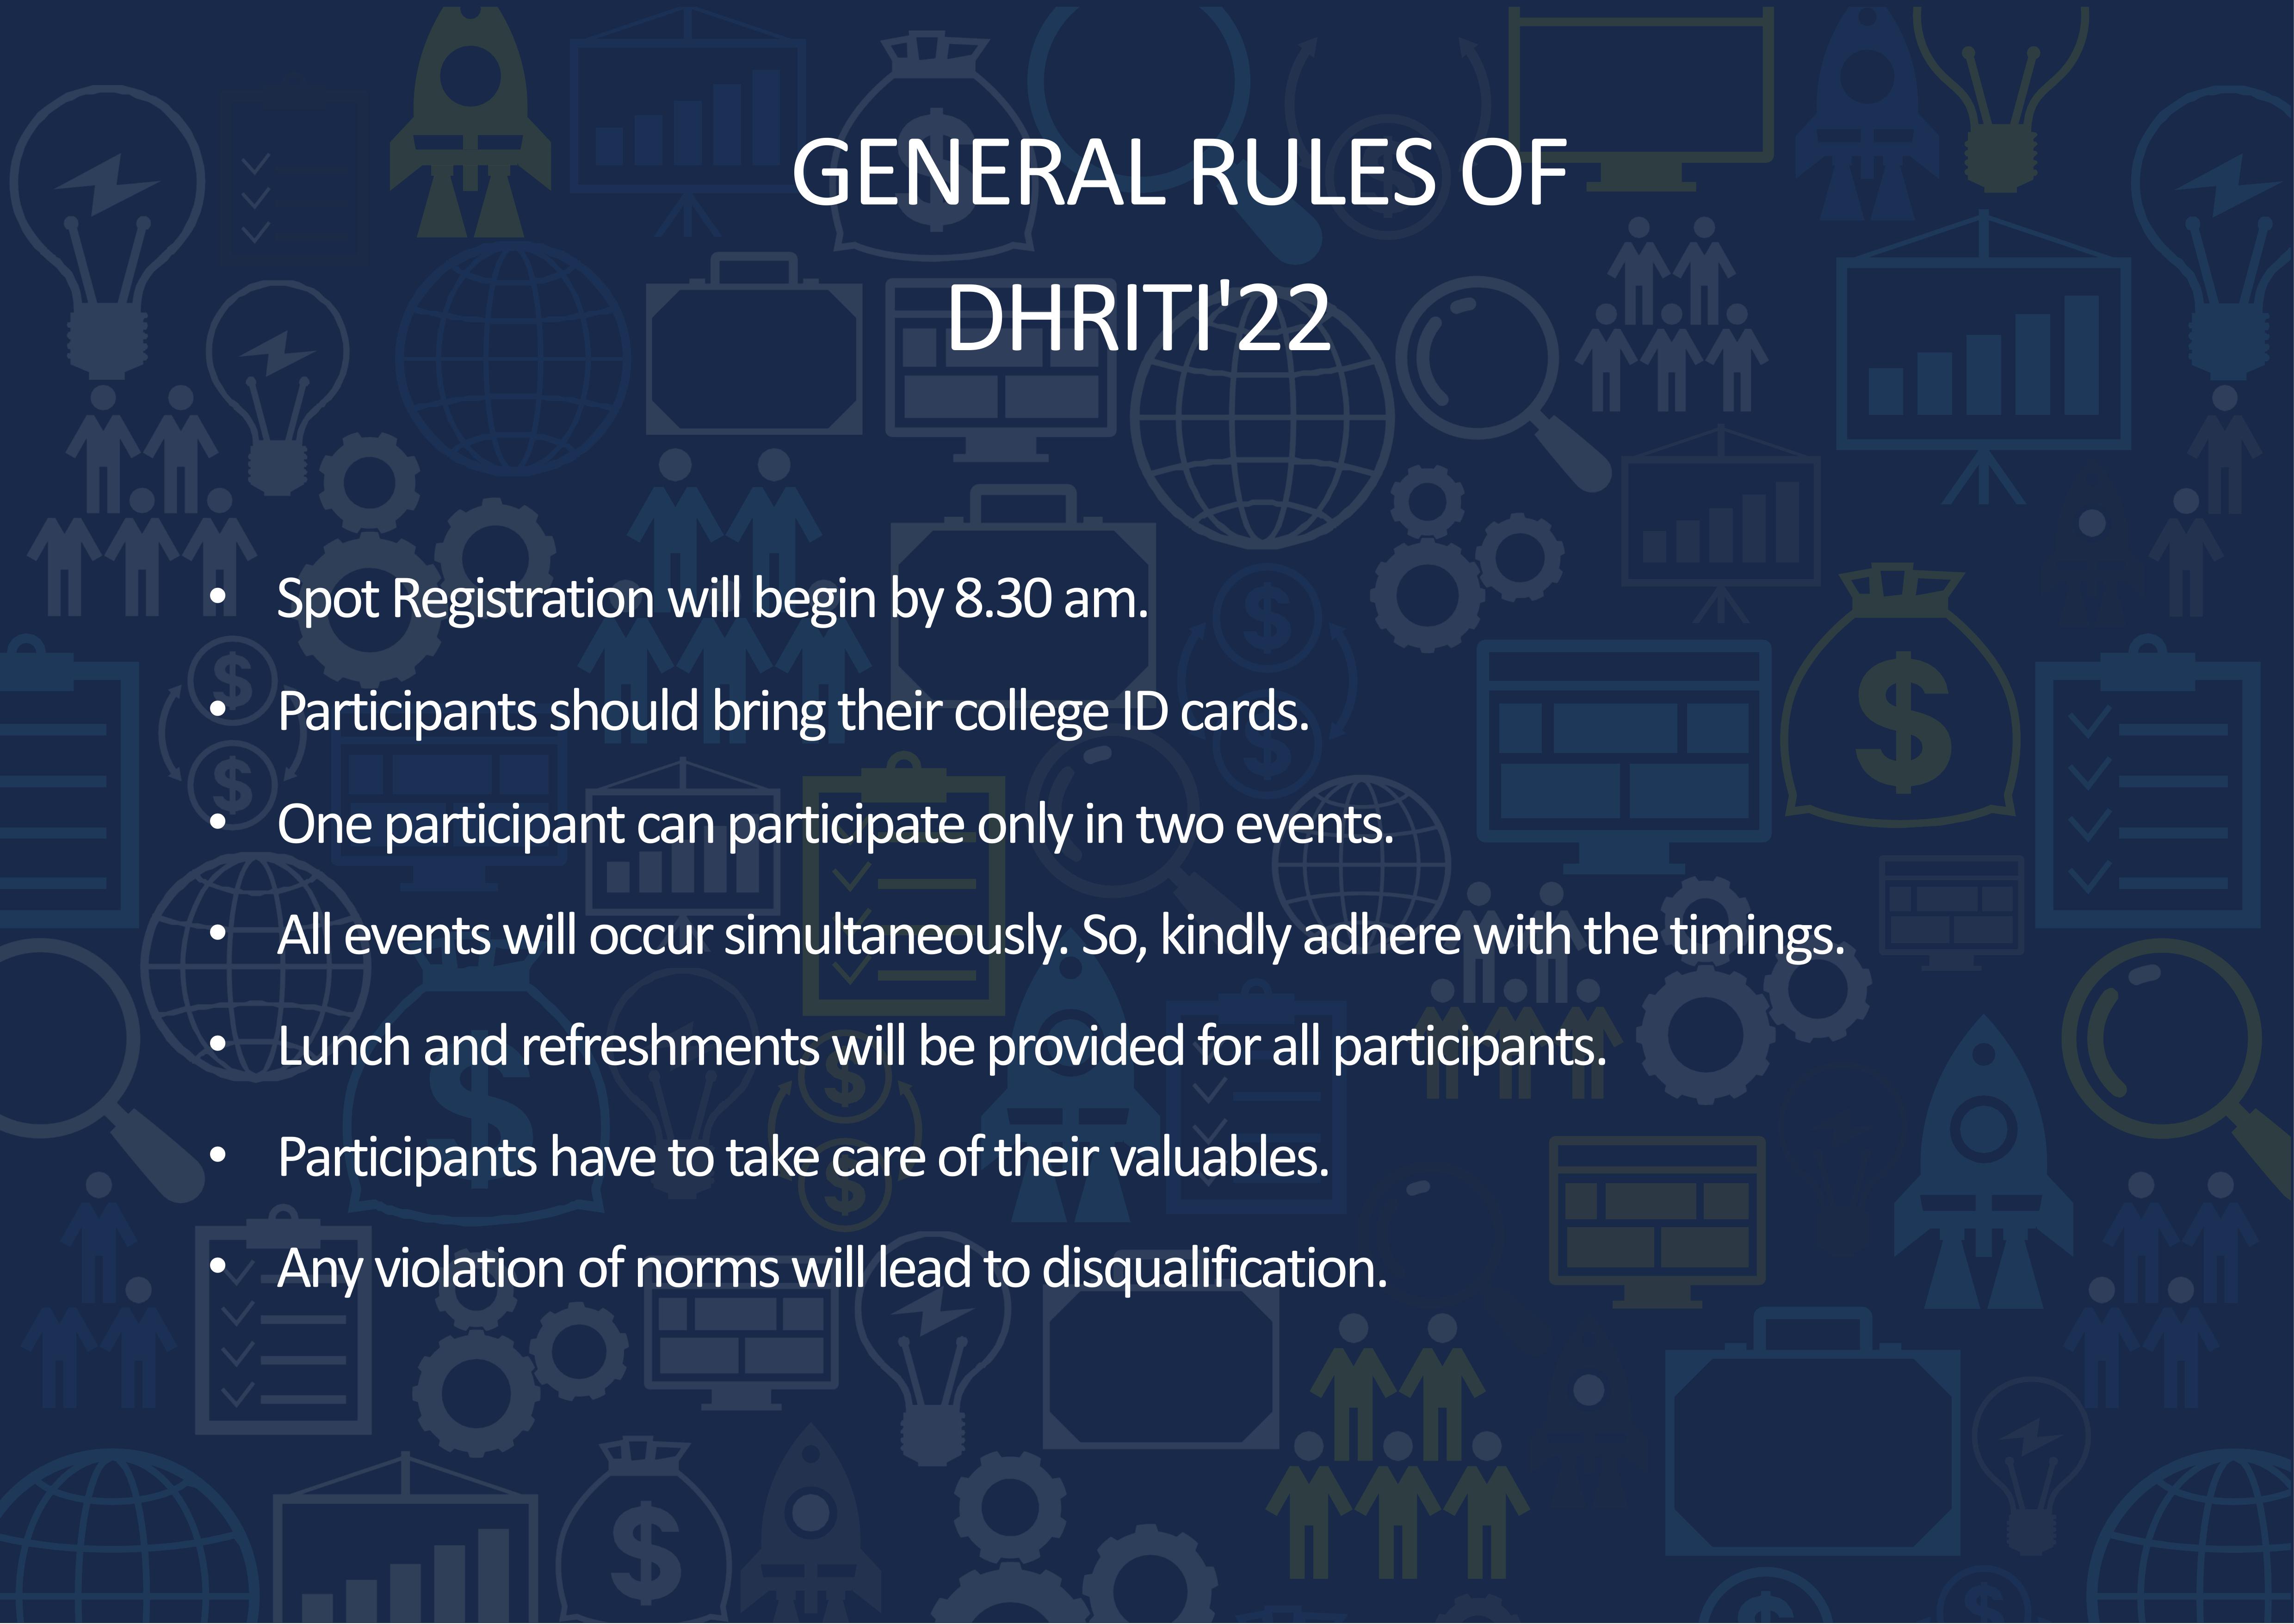 GENERAL RULES OF
DHRITI'22
• Spot Registration will begin by 8.30 am.
• Participants should bring their college ID cards.
• One participant can participate only in two events.
• All events will occur simultaneously. So, kindly adhere with the timings.
• Lunch and refreshments will be provided for all participants.
• Participants have to take care of their valuables.
• Any violation of norms will lead to disqualification.